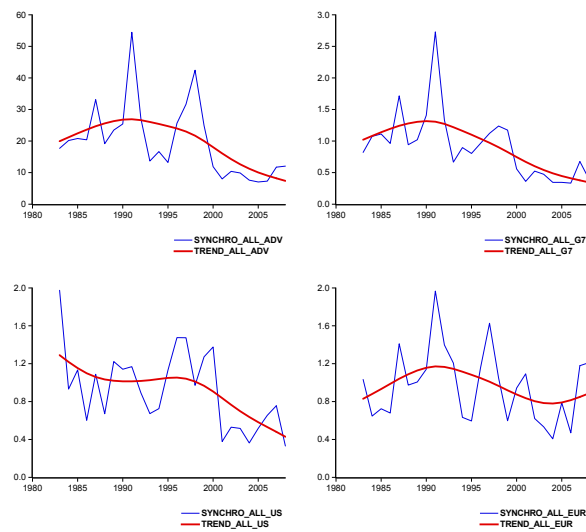 60
50
40
30
20
10
0
1980 1985 1990 1995 2000 2005
SYNCHRO_ALL_ADV
TREND_ALL_ADV
3.0
2.5
2.0
1.5
1.0
0.5
0.0
1980 1985 1990 1995 2000 2005
SYNCHRO_ALL_G7
TREND_ALL_G7
2.0
1.6
1.2
0.8
0.4
0.0
1980 1985 1990 1995 2000 2005
SYNCHRO_ALL_US
TREND_ALL_US
2.0
1.6
1.2
0.8
0.4
0.0
1980 1985 1990 1995 2000 2005
SYNCHRO_ALL_EUR
TREND_ALL_EUR